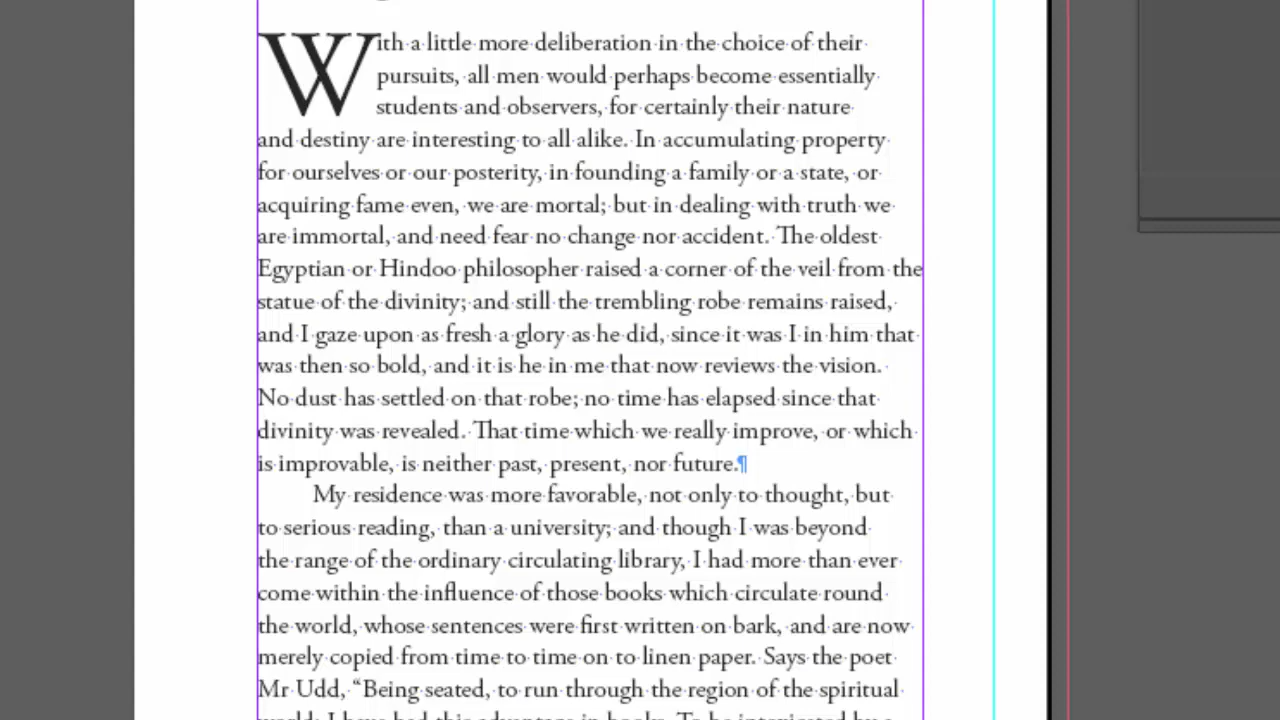 With a little more deliberation in the choice of their
pursuits, all men would perhaps become essentially
students and observers, for certainly their nature
and destiny are interesting to all alike. In accumulating property
for ourselves or our posterity, in founding a family or a state, or
acquiring fame even, we are mortal; but in dealing with truth we
are immortal, and need fear no change nor accident. The oldest
Egyptian or Hindoo philosopher raised a corner of the veil from the
statue of the divinity; and still the trembling robe remains raised,
and I gaze upon as fresh a glory as he did, since it was I in him that
was then so bold, and it is he in me that now reviews the vision.
No dust has settled on that robe; no time has elapsed since that
divinity was revealed. That time which we really improve, or which
is improvable, is neither past, present, nor future.¶
My residence was more favorable, not only to thought, but
to serious reading, than a university; and though I was beyond
the range of the ordinary circulating library, I had more than ever
come within the influence of those books which circulate round
the world, whose sentences were first written on bark, and are now
merely copied from time to time on to linen paper. Says the poet
Mr Udd, “Being seated, to run through the region of the spiritual
world; I have had this advantage in books. To be intoxicated by a